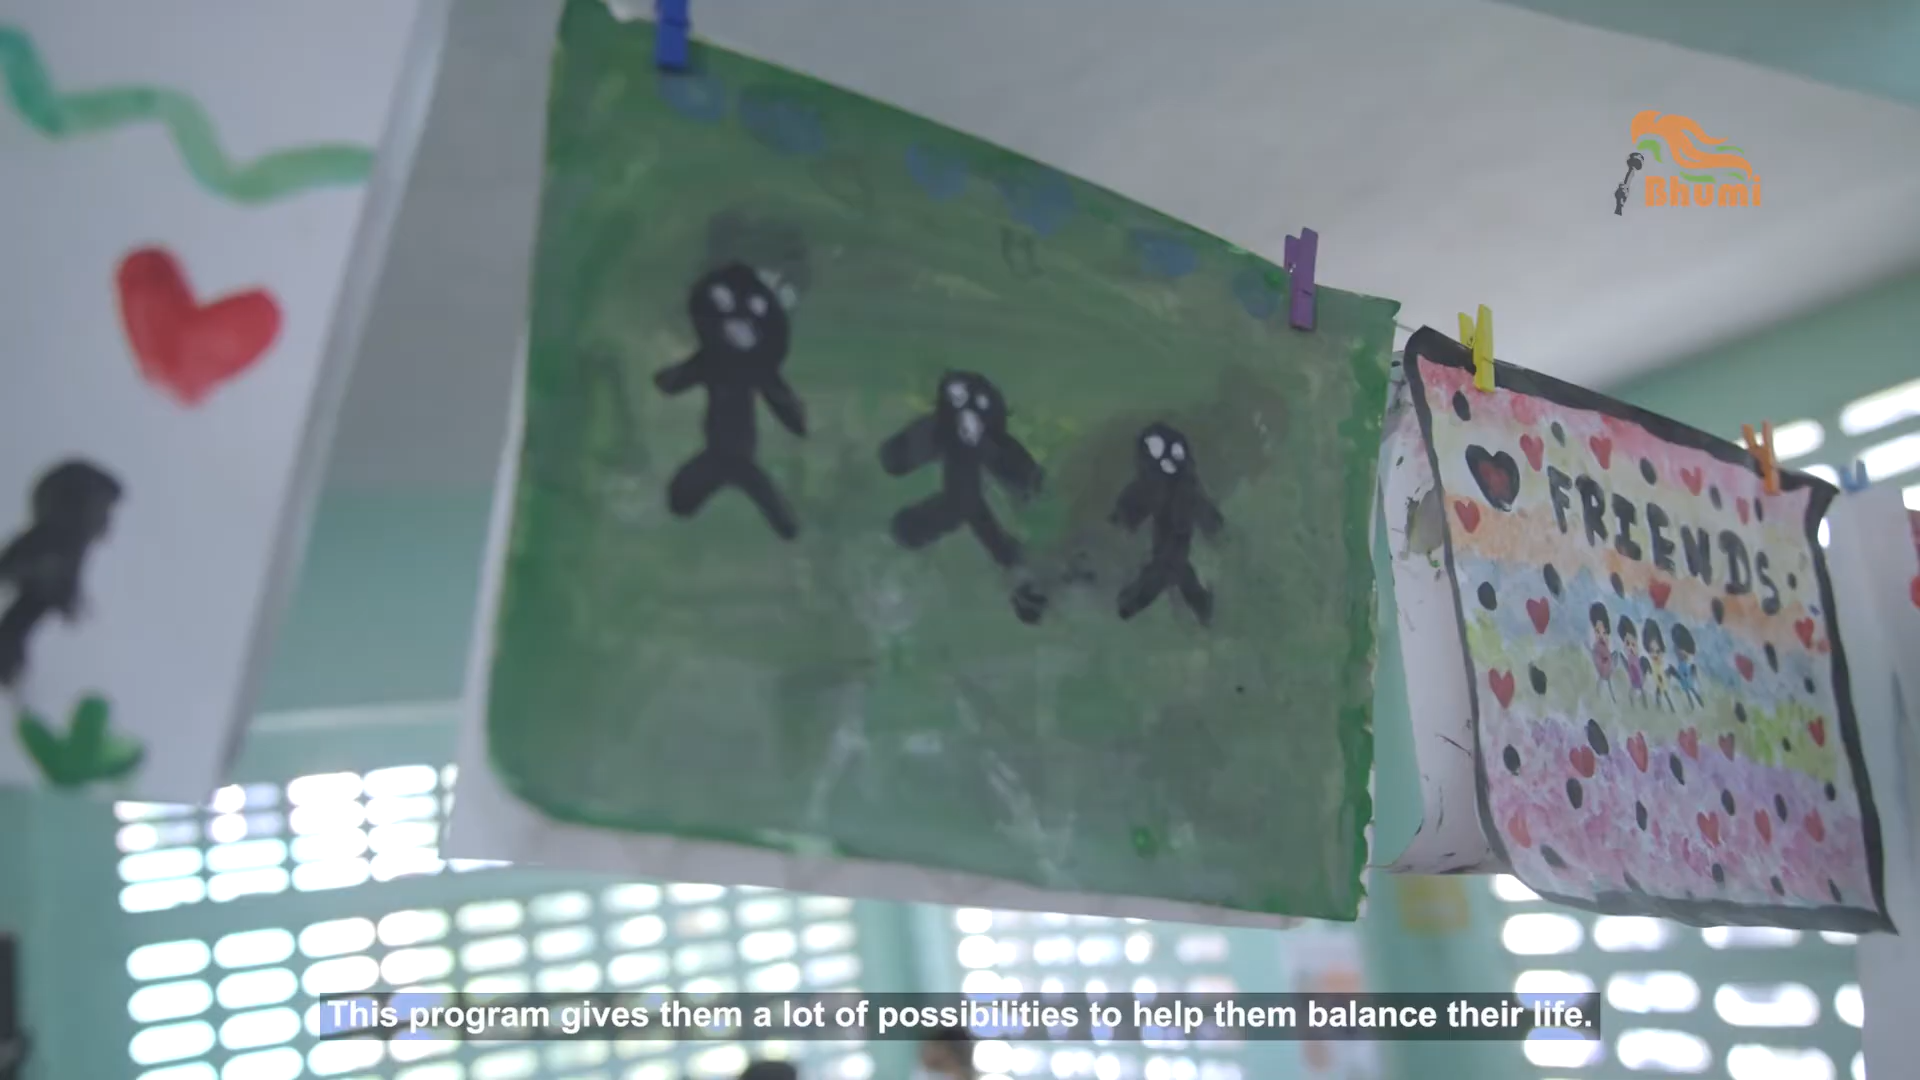 Bhumi
FRIENDS.
This program gives them a lot of possibilities to help them balance their life.